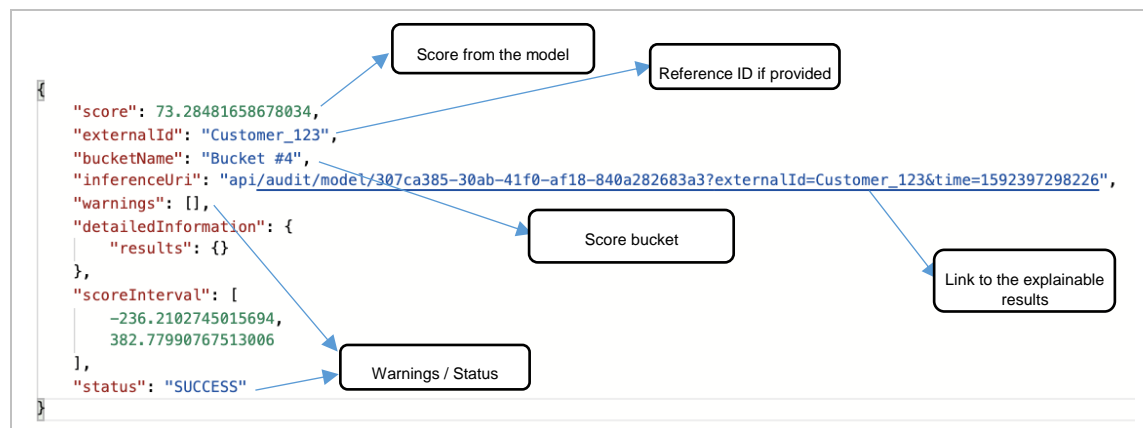 Score from the model
Reference ID if provided
{
"score": 73.28481658678034,
"externalId": "Customer_123",
"bucketName": "Bucket #4",
"inferenceUri": "api/audit/model/307ca385-30ab-41f0-af18-840a282683a3?externalId=Customer_123&time=1592397298226",
"warnings": [],
"detailedInformation": {
"results": {}
},
"scoreInterval": [
-236.2102745015694,
382.77990767513006
],
"status": "SUCCESS"
}
Score bucket
Link to the explainable
results
Warnings / Status